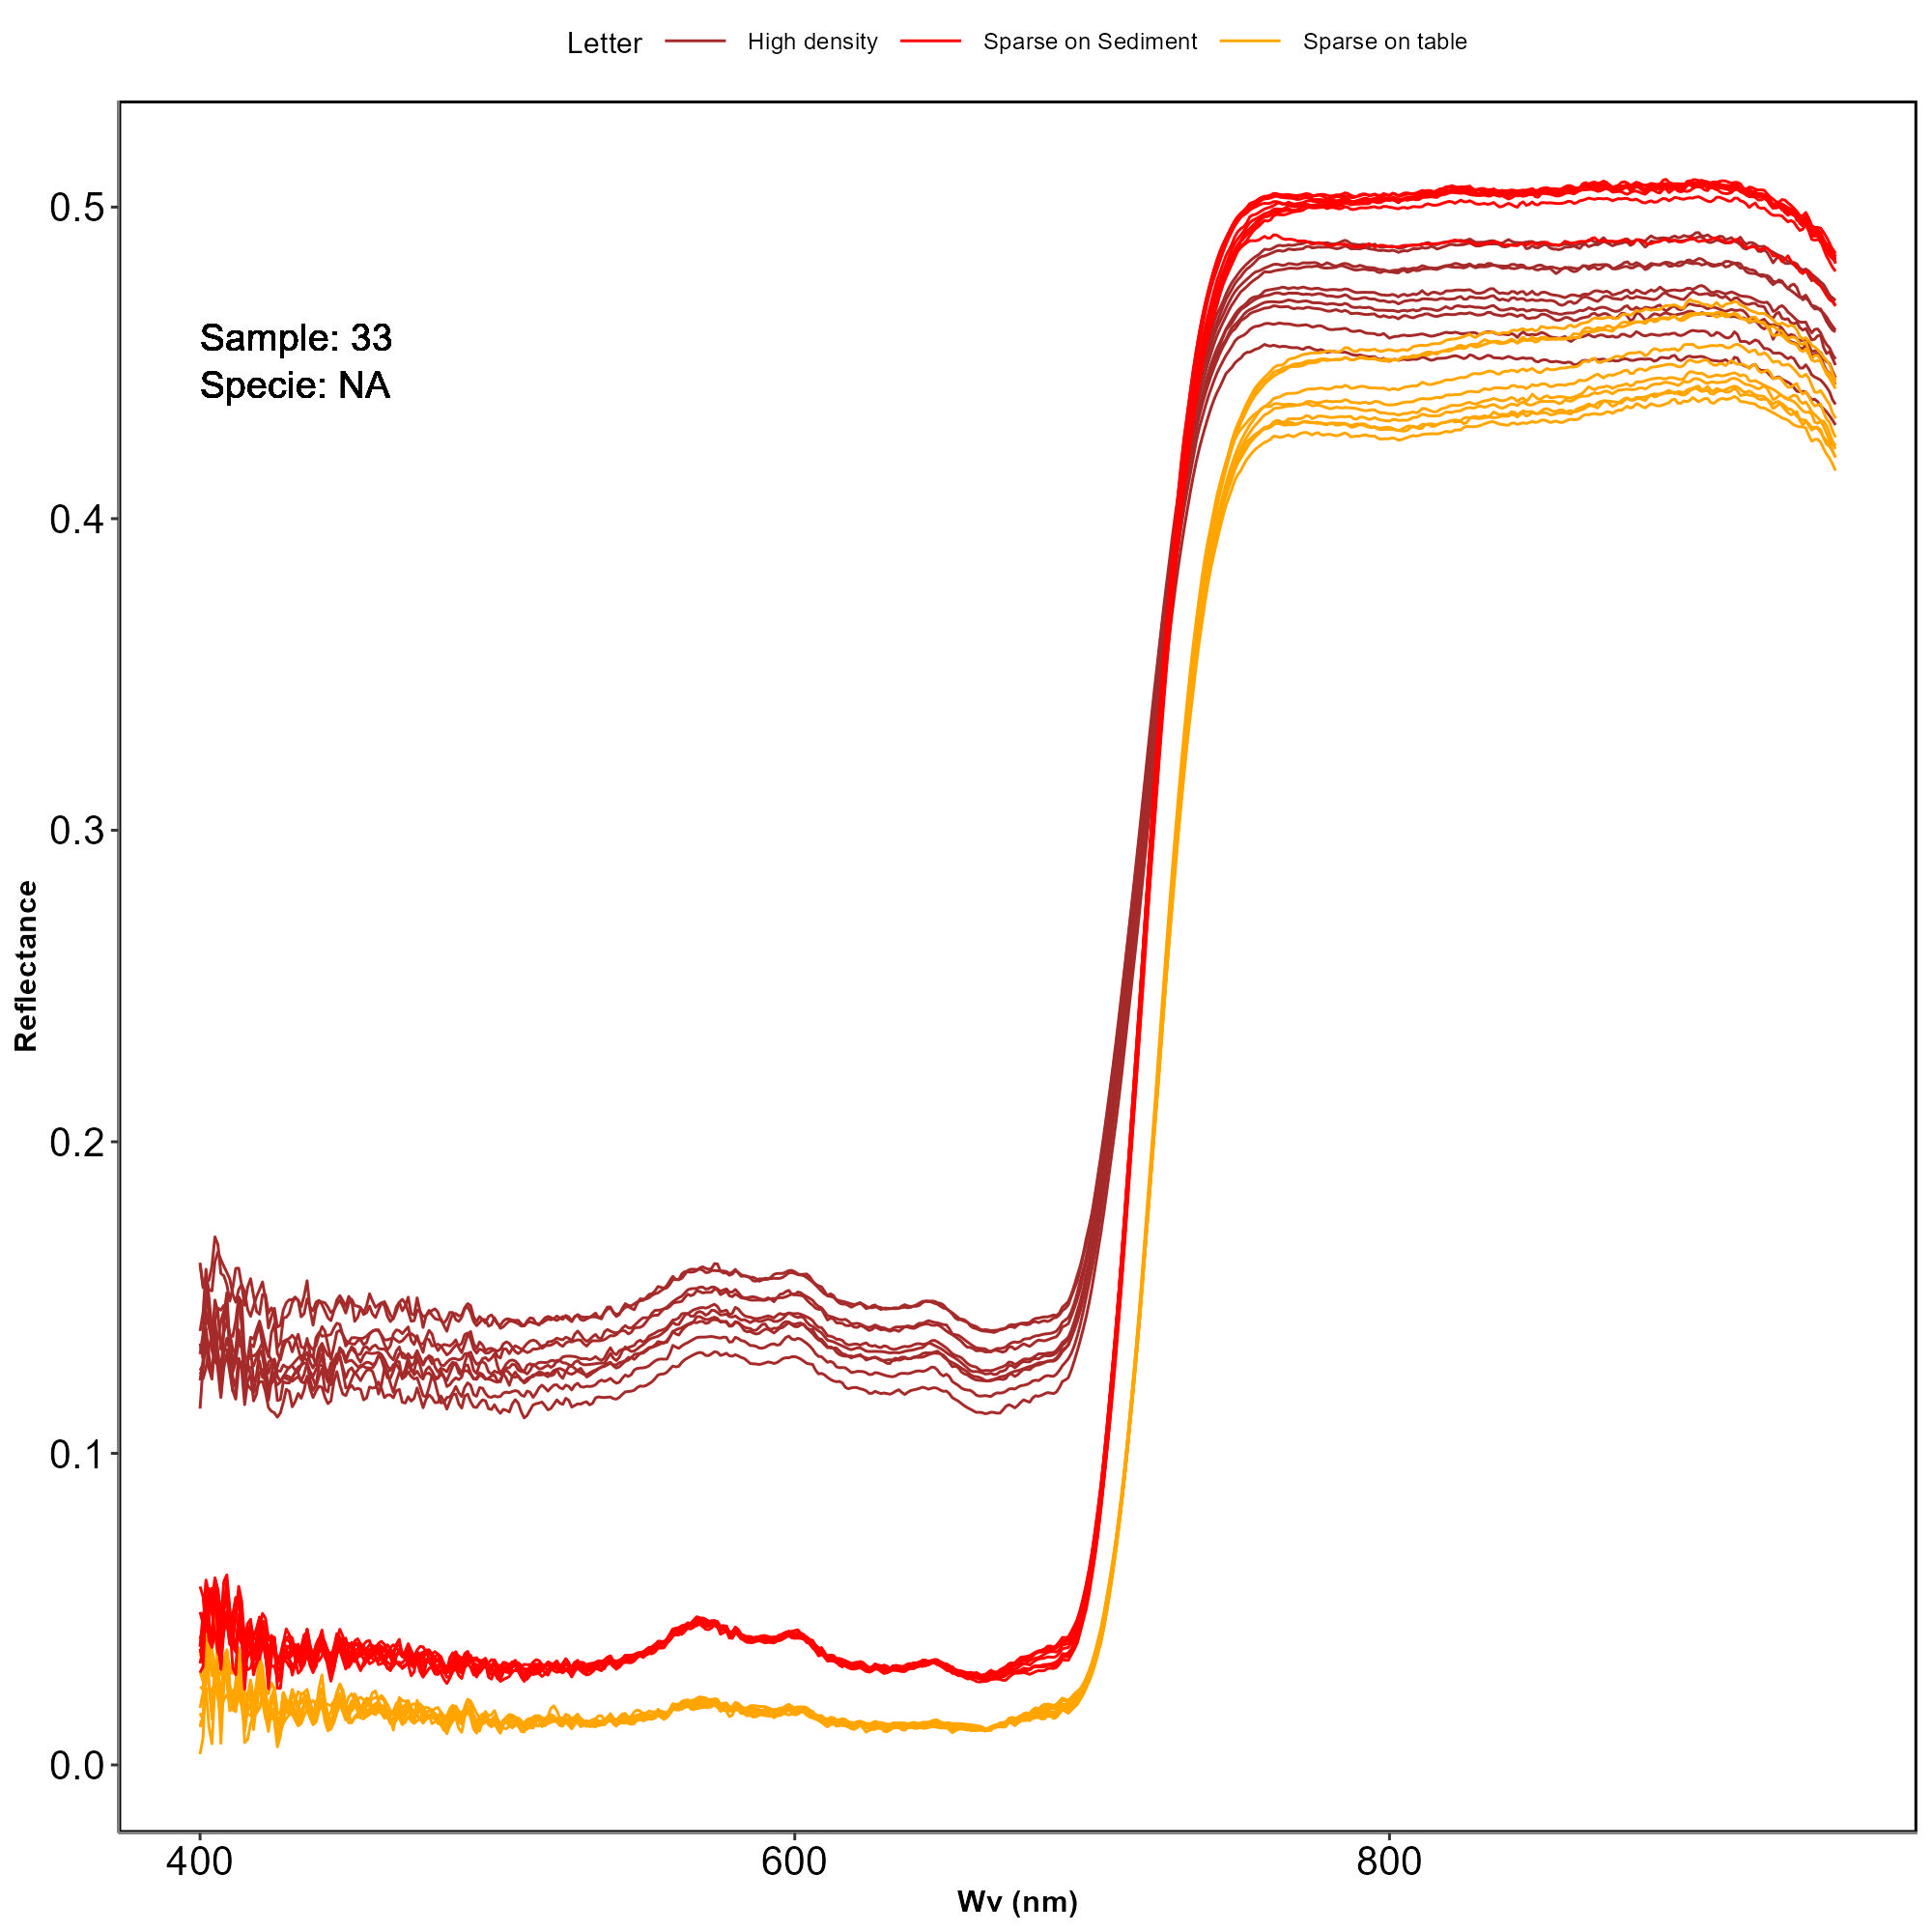 Letter High density Sparse on Sediment Sparse on table
0.5
Sample: 33
Specie: NA
0.4
0.3
Reflectance
0.2
0.1
0.0
400 600 800
Wv (nm)